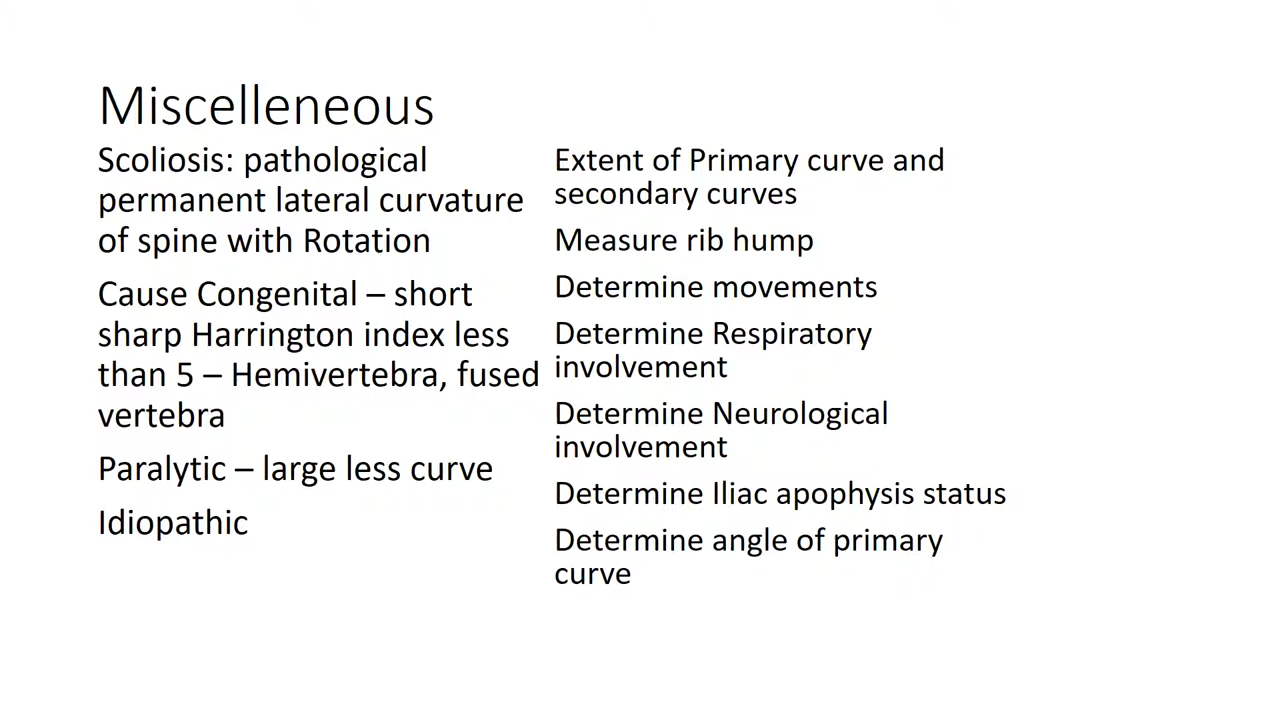 Miscelleneous
Scoliosis: pathological
permanent lateral curvature
of spine with Rotation
Cause Congenital – short
sharp Harrington index less
than 5 – Hemivertebra, fused
vertebra
Paralytic – large less curve
Idiopathic
Extent of Primary curve and
secondary curves
Measure rib hump
Determine movements
Determine Respiratory
involvement
Determine Neurological
involvement
Determine Iliac apophysis status
Determine angle of primary
curve